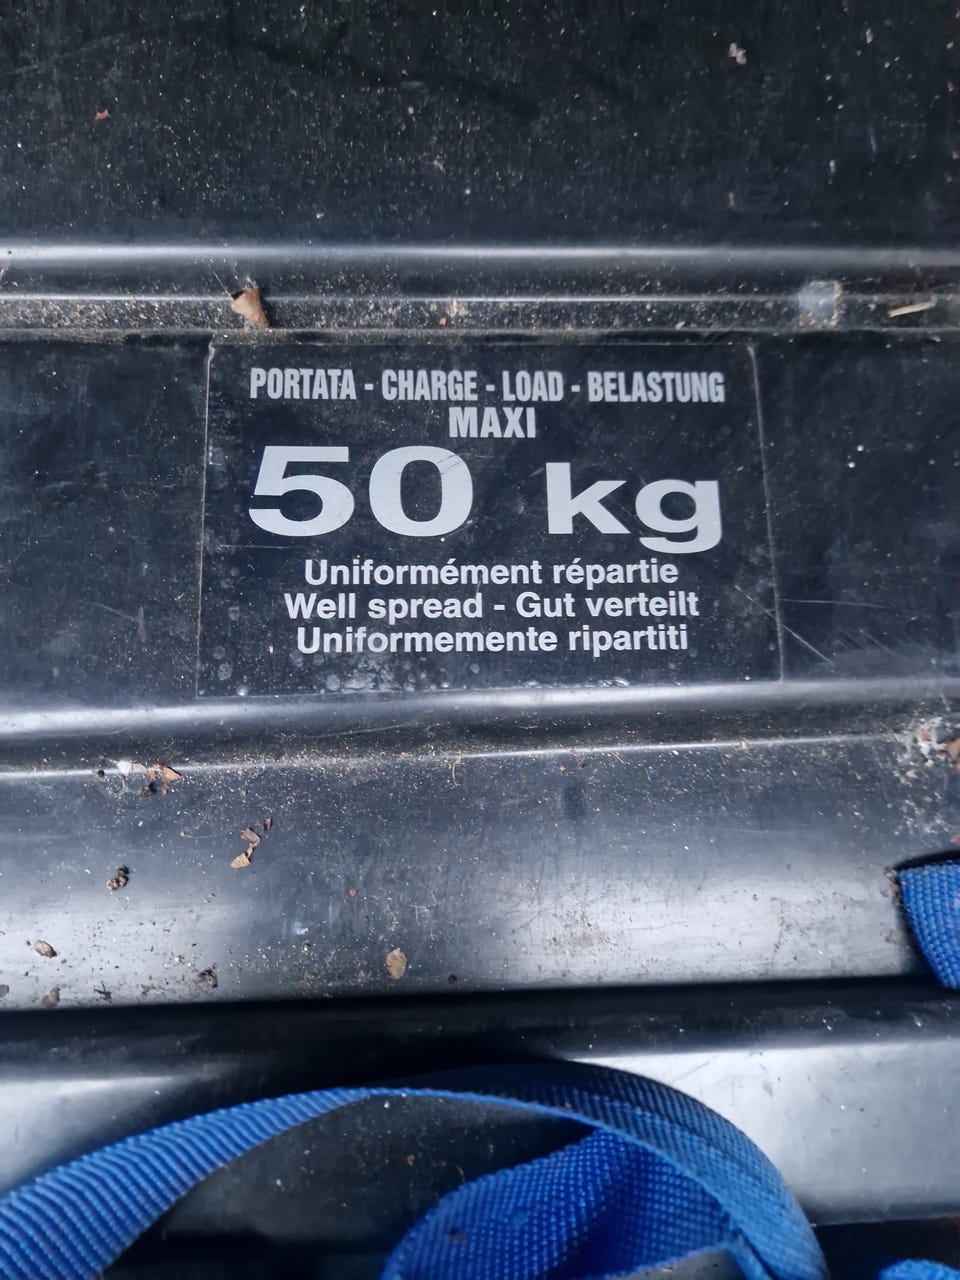 PORTATA - CHARGE - LOAD - BELASTUNG
MAXI
50 kg
Uniformément répartie
Well spread - Gut verteilt
Uniformemente ripartiti